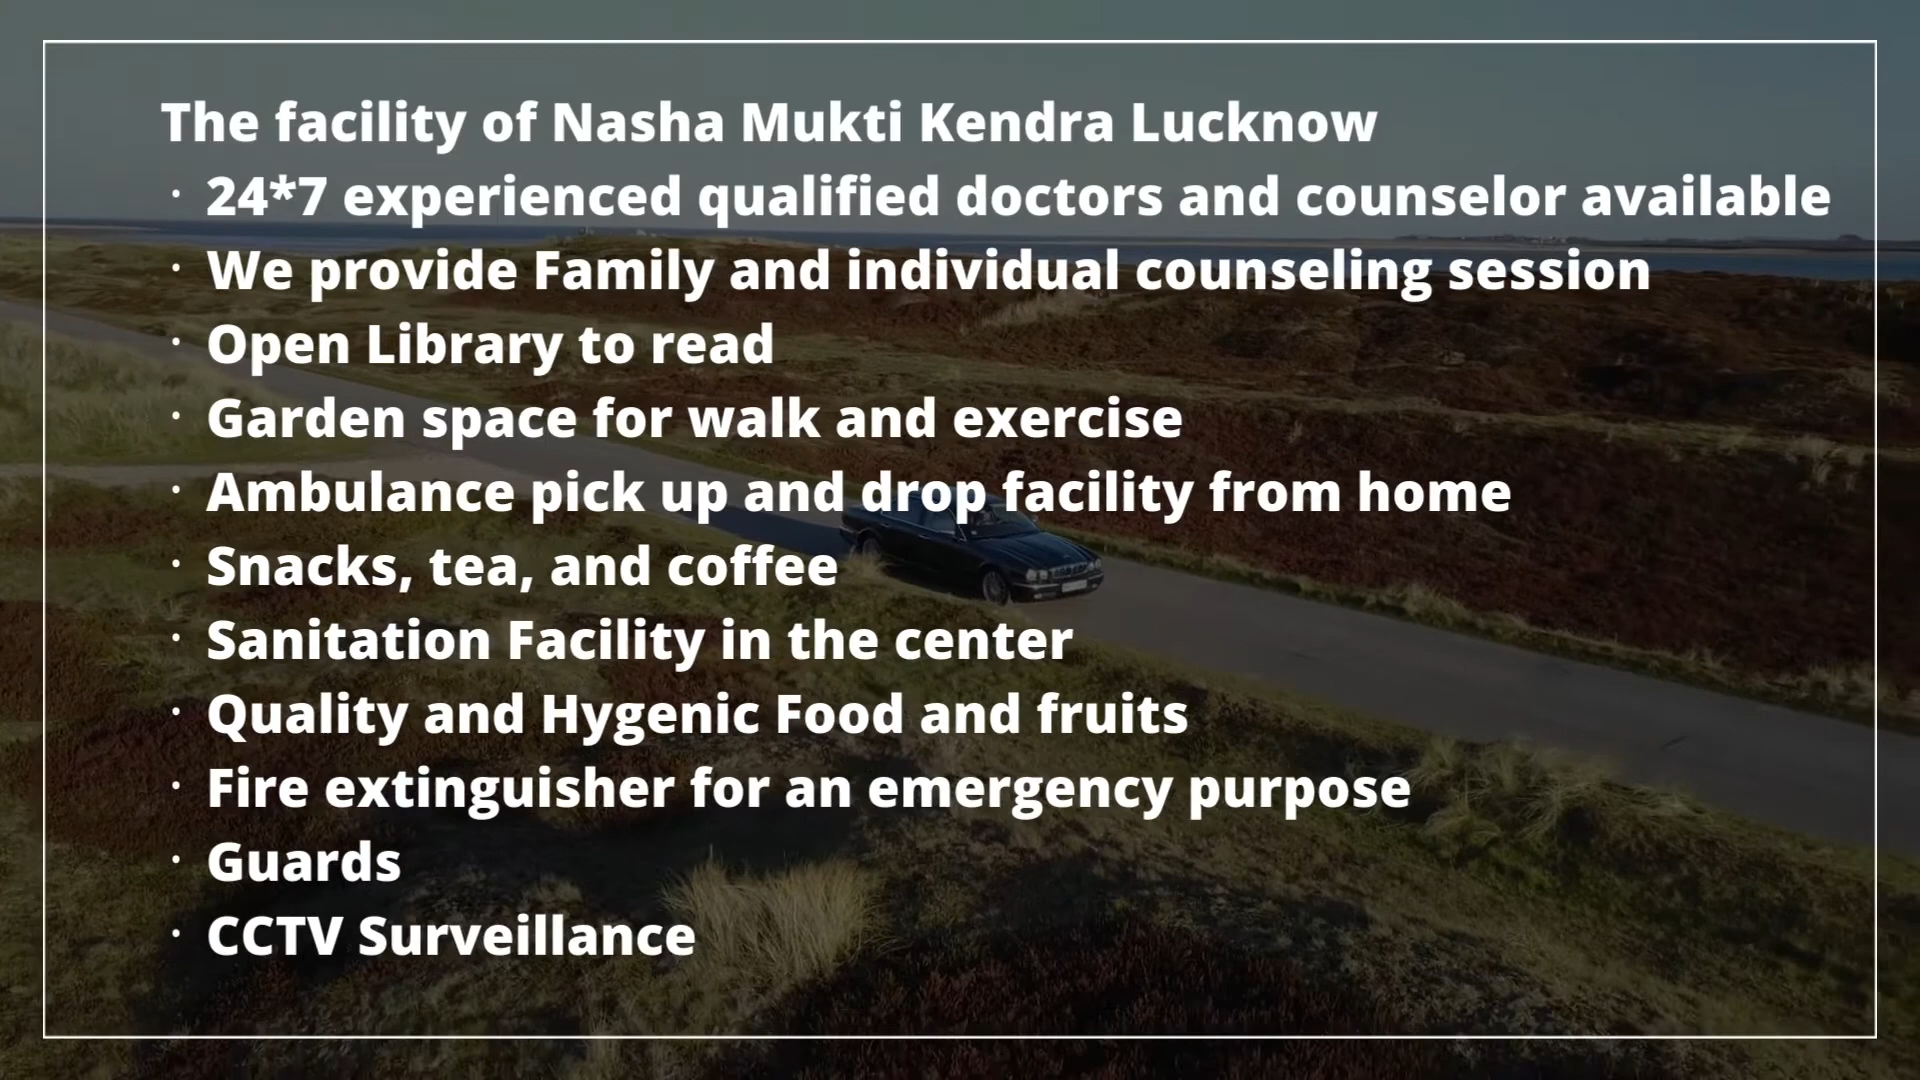 The facility of Nasha Mukti Kendra Lucknow
· 24*7 experienced qualified doctors and counselor available
· We provide Family and individual counseling session
· Open Library to read
· Garden space for walk and exercise
· Ambulance pick up and drop facility from home
· Snacks, tea, and coffee
· Sanitation Facility in the center
· Quality and Hygenic Food and fruits
· Fire extinguisher for an emergency purpose
· Guards
· CCTV Surveillance